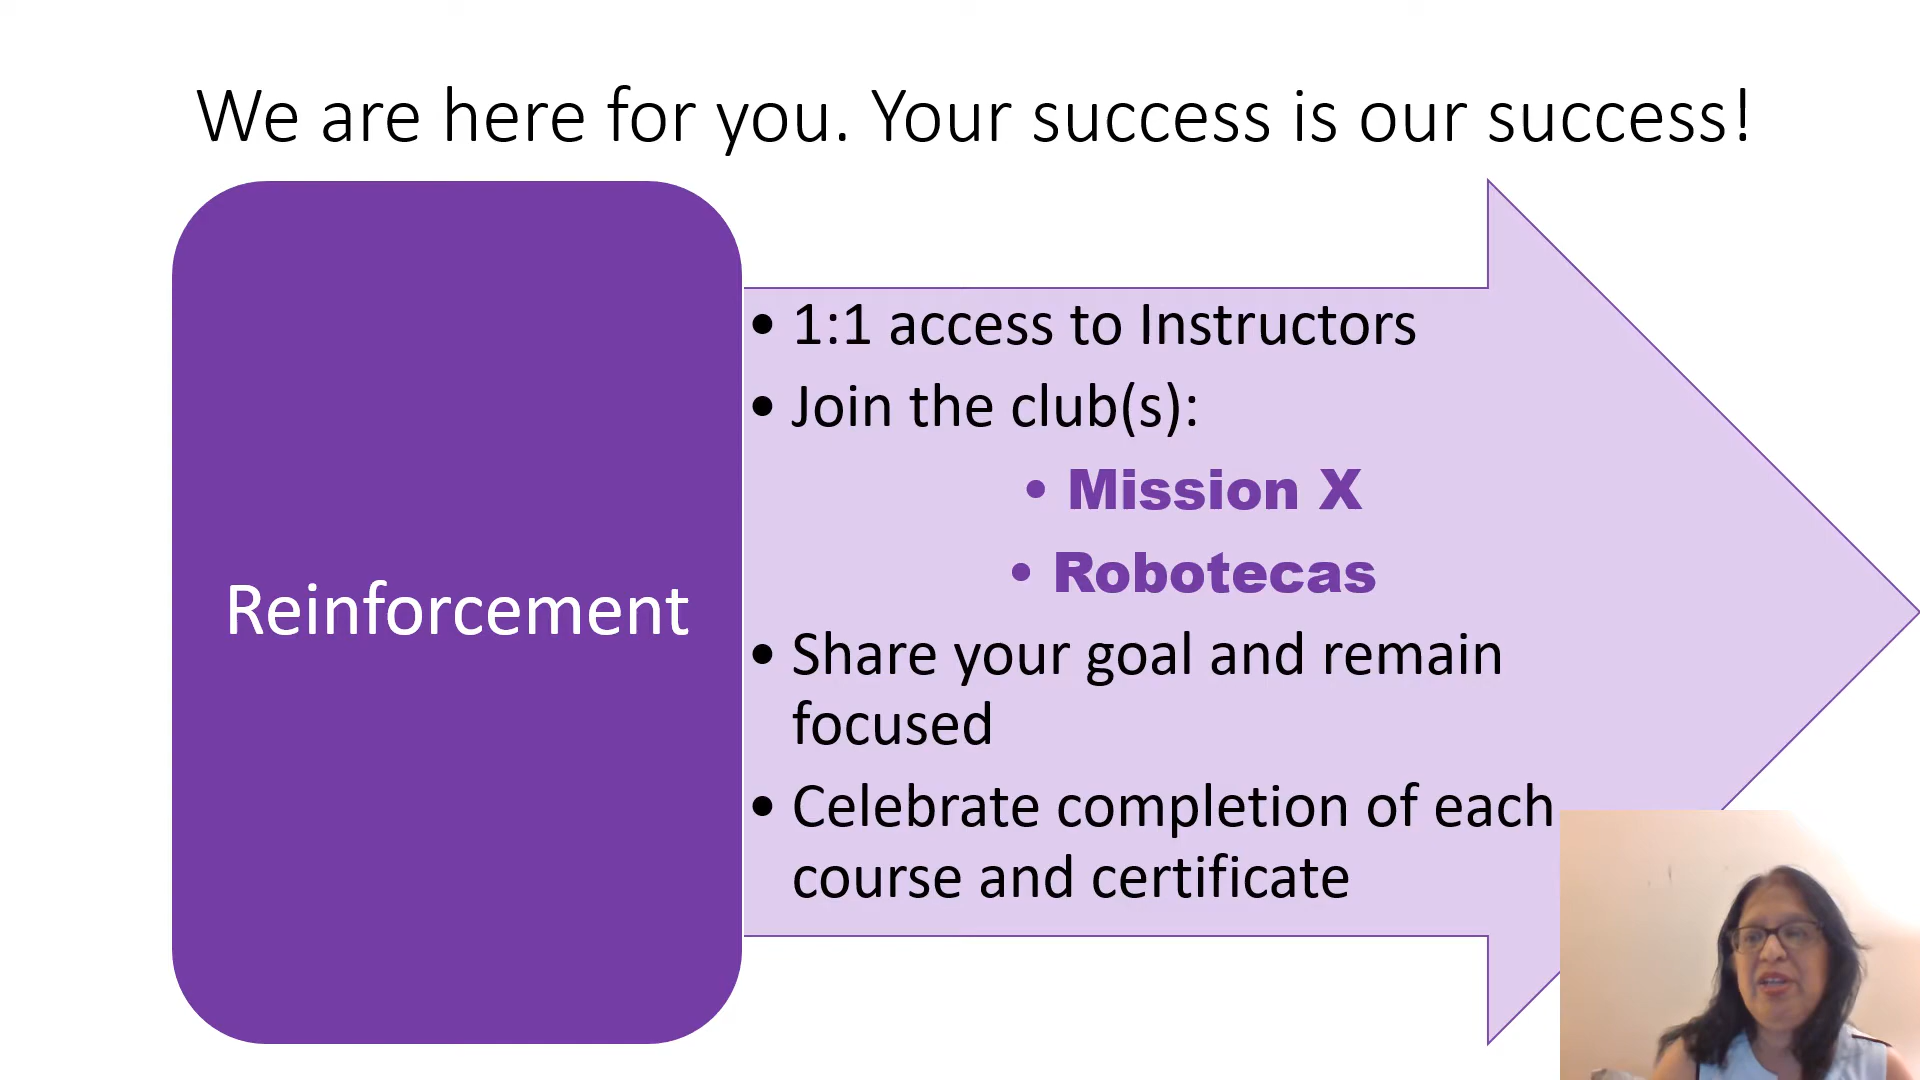 We are here for you. Your success is our success!
Reinforcement
• 1:1 access to Instructors
• Join the club(s):
• Mission X
• Robotecas
• Share your goal and remain
focused
• Celebrate completion of each
course and certificate